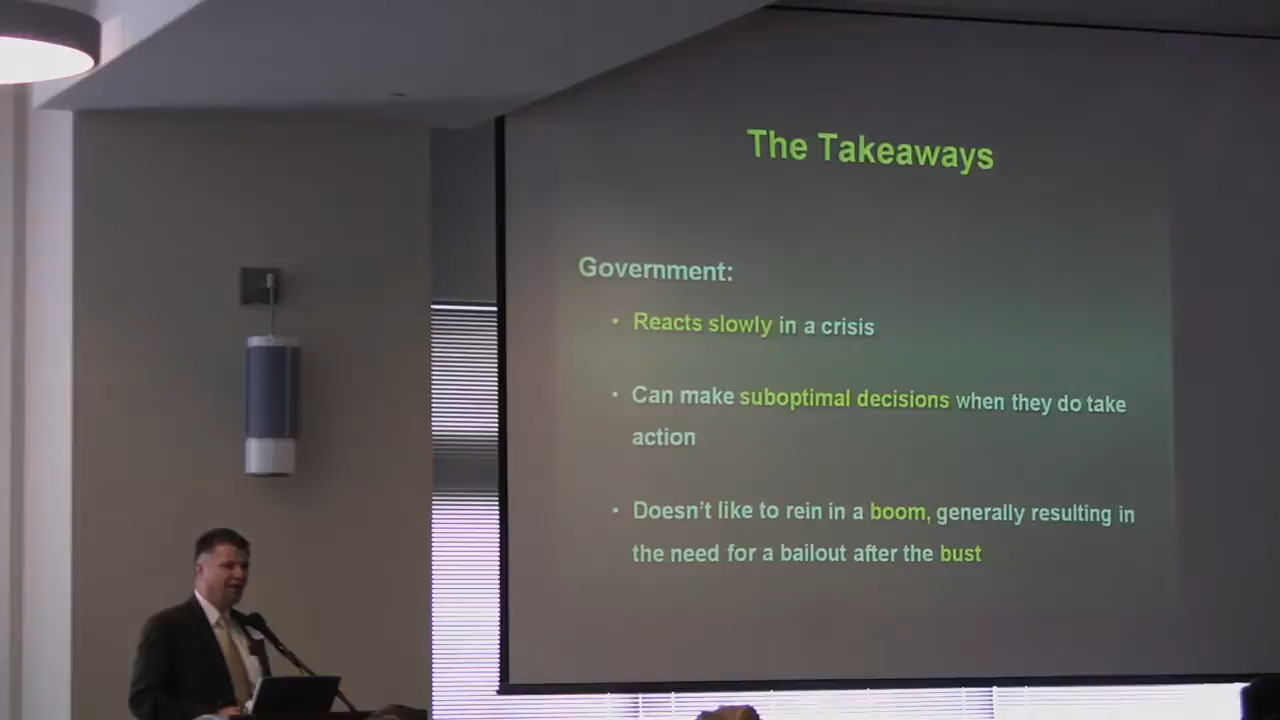 The Takeaways
Government:
• Reacts slowly in a crisis
• Can make suboptimal decisions when they do take
action
• Doesn't like to rein in a boom, generally resulting in
the need for a bailout after the bust